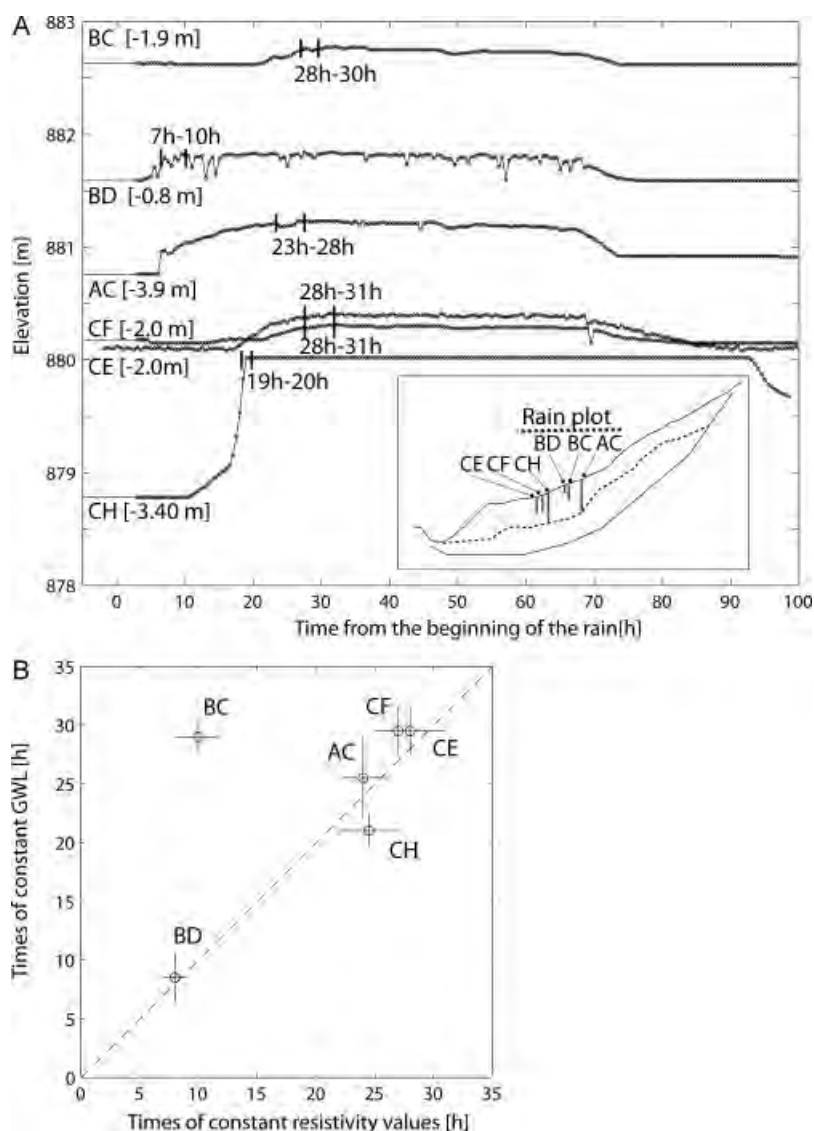 A
883
BC [-1.9 m]
28h-30h
882
7h-10h
BD
[-0.8 m]
881
23h-28h
AC [-3.9 m]
28h-31h
CF [-2.0 m]
880
28h-31h
CE [-2.0m]
19h-20h
Rain plot
BD BC AC
CE CF CH
879
CH [-3.40 m]
878
Elevation [m]
0 10 20 30 40 50 60 70 80 90 100
Time from the beginning of the rain[h]
B
35
BC
CF
30
CE
AC
25
20
CH
15
10
BD
5
0
Times of constant GWL [h]
0 5 10 15 20 25 30 35
Times of constant resistivity values [h]